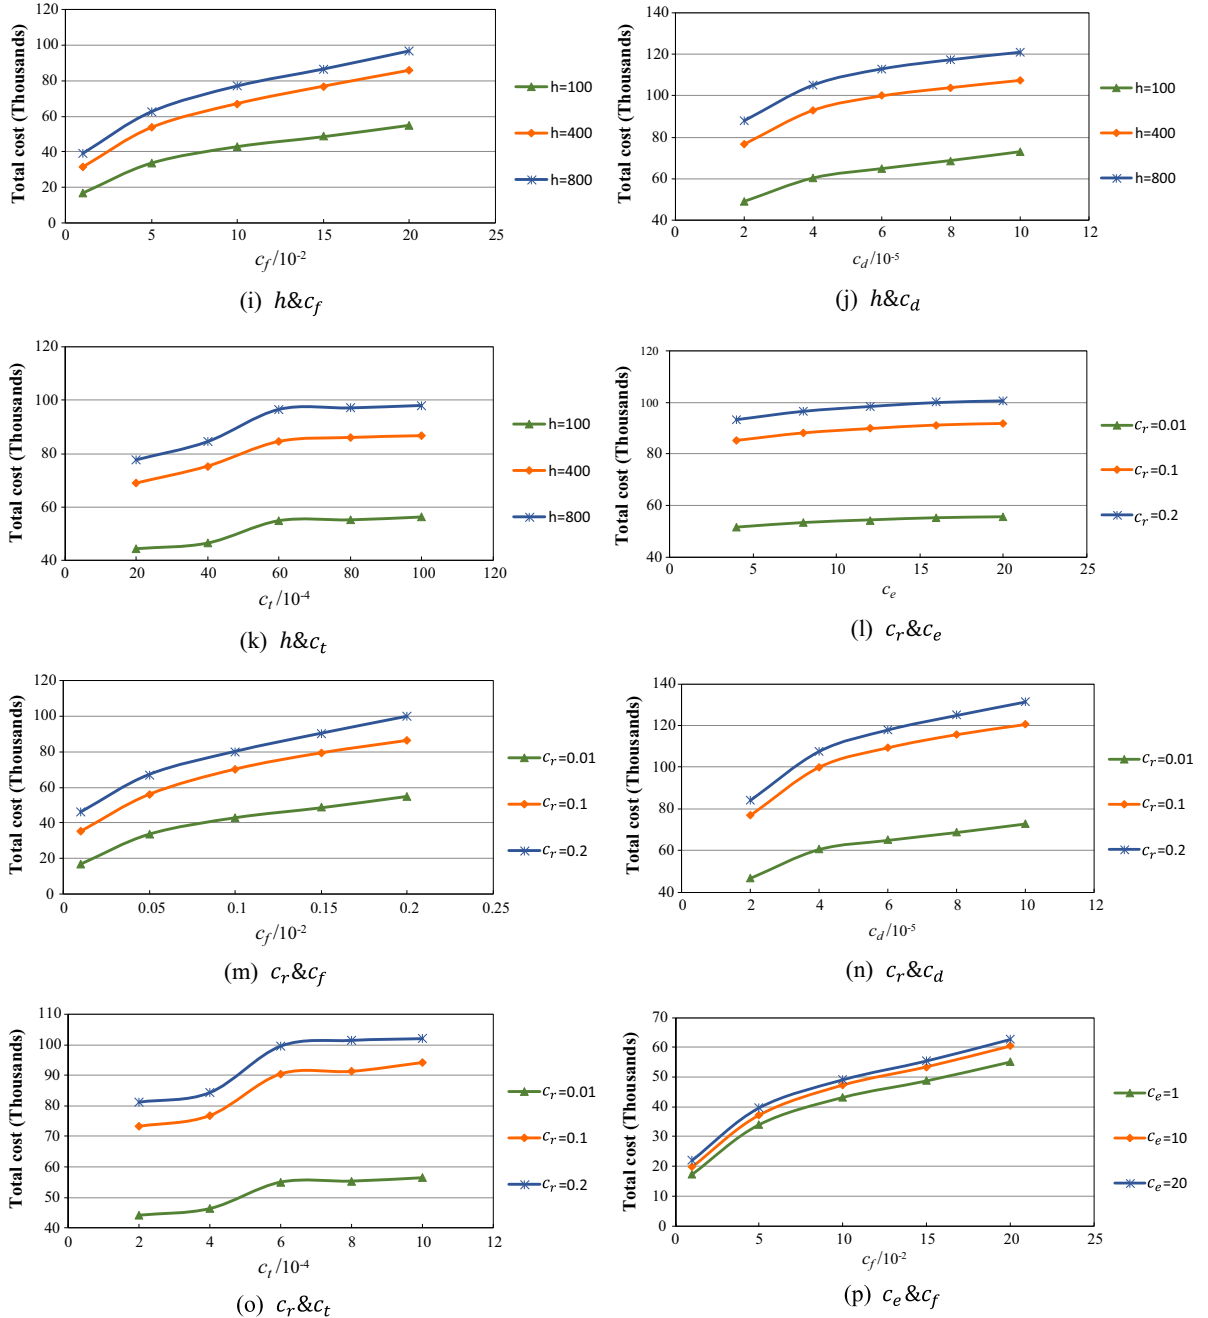 Total cost (Thousands)
120
100
80
60
40
20
0
0 5 10 15 20 25
c_f/10^-2
h=100
h=400
h=800
(i) h&c_f
Total cost (Thousands)
140
120
100
80
60
40
0 2 4 6 8 10 12
c_d/10^-5
h=100
h=400
h=800
(j) h&c_d
Total cost (Thousands)
120
100
80
60
40
0 20 40 60 80 100 120
c_t/10^-4
h=100
h=400
h=800
(k) h&c_t
Total cost (Thousands)
120
100
80
60
40
0 5 10 15 20 25
c_e
c_r=0.01
c_r=0.1
c_r=0.2
(l) c_r&c_e
Total cost (Thousands)
120
100
80
60
40
20
0
0 0.05 0.1 0.15 0.2 0.25
c_f/10^-2
c_r=0.01
c_r=0.1
c_r=0.2
(m) c_r&c_f
Total cost (Thousands)
140
120
100
80
60
40
0 2 4 6 8 10 12
c_d/10^-5
c_r=0.01
c_r=0.1
c_r=0.2
(n) c_r&c_d
Total cost (Thousands)
110
100
90
80
70
60
50
40
0 2 4 6 8 10 12
c_t/10^-4
c_r=0.01
c_r=0.1
c_r=0.2
(o) c_r&c_t
Total cost (Thousands)
70
60
50
40
30
20
10
0
0 5 10 15 20 25
c_f/10^-2
c_e=1
c_e=10
c_e=20
(p) c_e&c_f